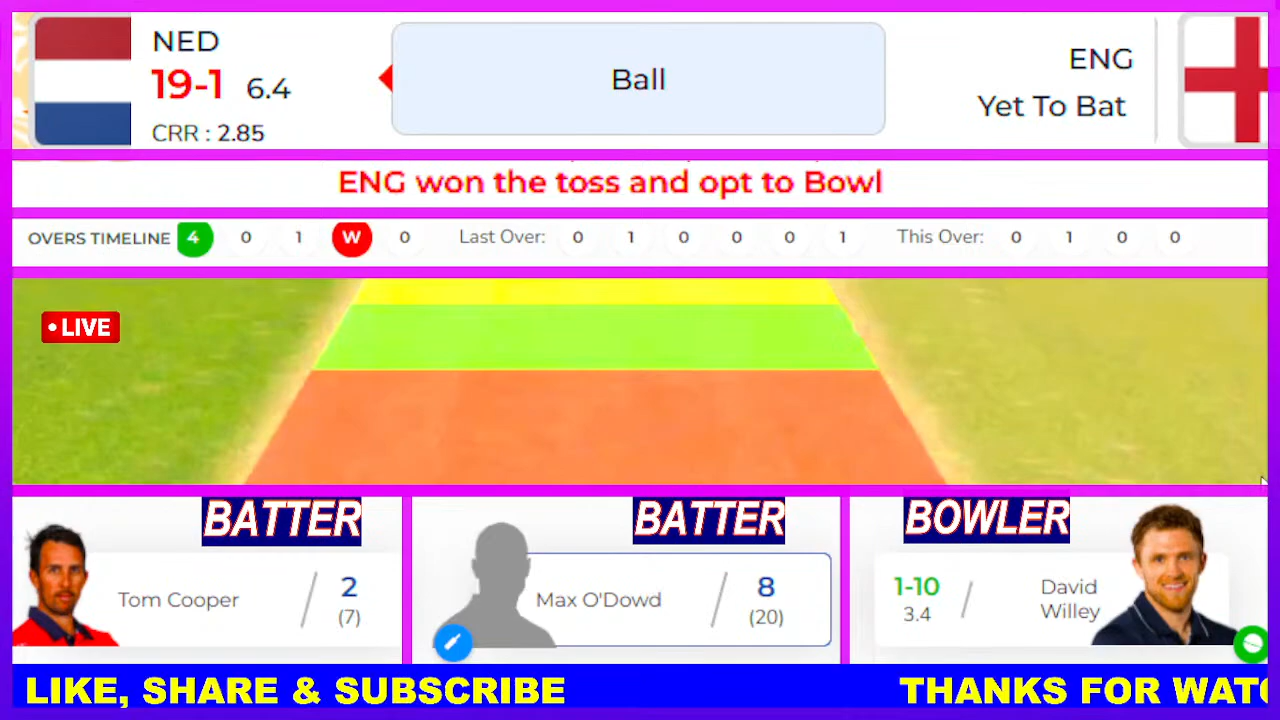 NED
19-1 6.4
CRR : 2.85
Ball
ENG
Yet To Bat
ENG won the toss and opt to Bowl
OVERS TIMELINE 4 0 1 W 0 Last Over: 0 1 0 0 0 1 This Over: 0 1 0 0
• LIVE
BATTER
Tom Cooper 2
(7)
BATTER
Max O'Dowd 8
(20)
BOWLER
1-10
3.4
David
Willey
LIKE, SHARE & SUBSCRIBE THANKS FOR